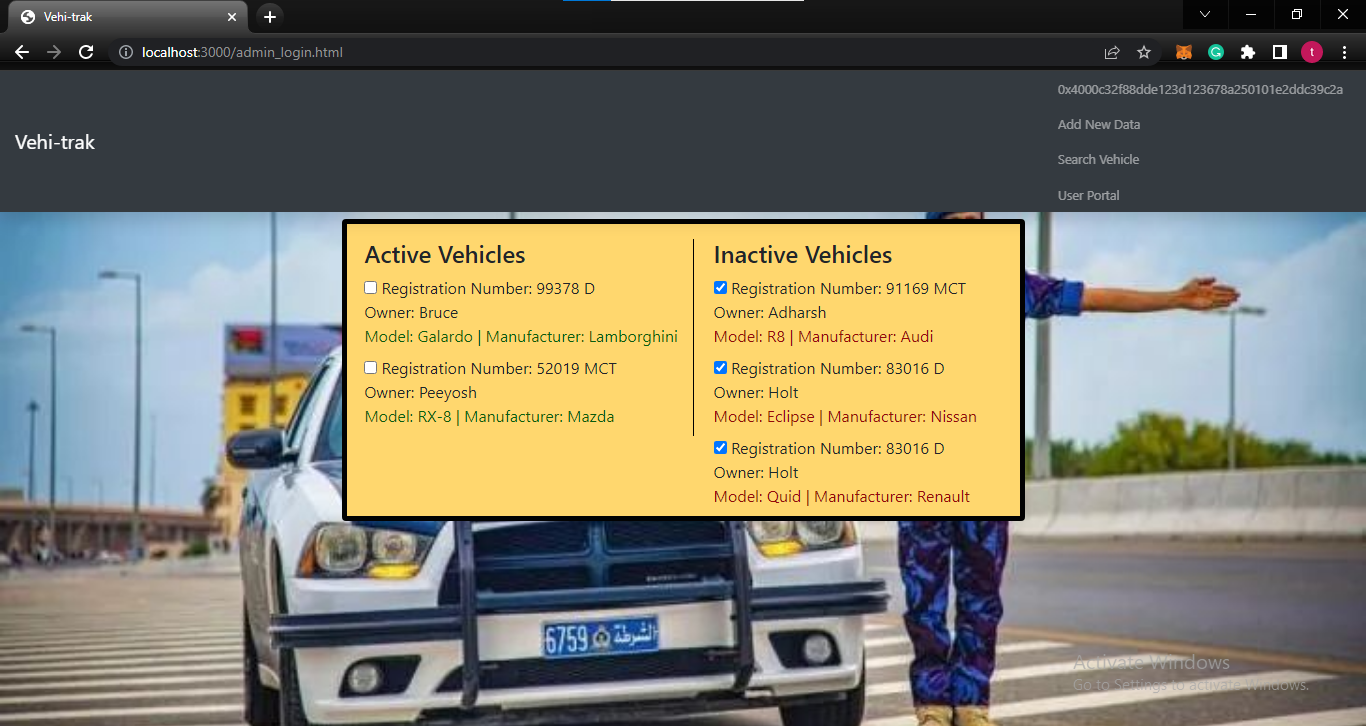 Vehi-trak
localhost:3000/admin_login.html
t
0x4000c32f88dde123d123678a250101e2ddc39c2a
Add New Data
Vehi-trak
Search Vehicle
User Portal
Active Vehicles
Registration Number: 99378 D
Owner: Bruce
Model: Galardo | Manufacturer: Lamborghini
Registration Number: 52019 MCT
Owner: Peeyosh
Model: RX-8 | Manufacturer: Mazda
Inactive Vehicles
Registration Number: 91169 MCT
Owner: Adharsh
Model: R8 | Manufacturer: Audi
Registration Number: 83016 D
Owner: Holt
Model: Eclipse | Manufacturer: Nissan
Registration Number: 83016 D
Owner: Holt
Model: Quid | Manufacturer: Renault
6759 الشرطة
Activate Windows
Go to Settings to activate Windows.